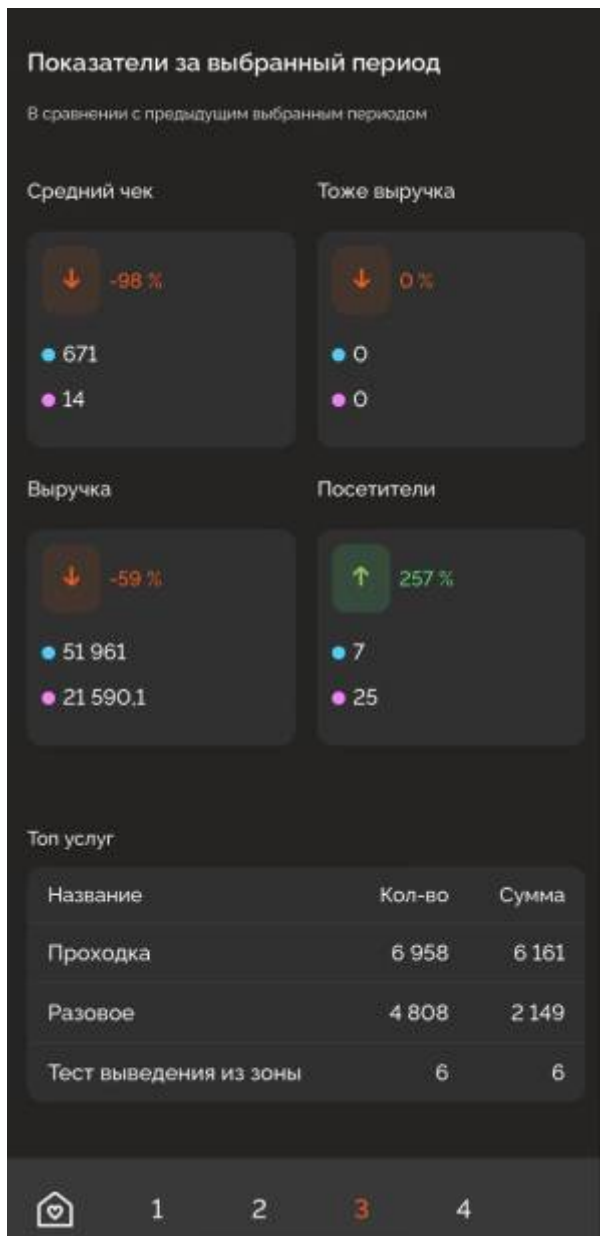 Показатели за выбранный период
В сравнении с предыдущим выбранным периодом
Средний чек
Тоже выручка
-98 %
0 %
671
0
14
0
Выручка
Посетители
-59 %
257 %
51 961
7
21 590,1
25
Топ услуг
Название Кол-во Сумма
Проходка 6 958 6 161
Разовое 4 808 2 149
Тест выведения из зоны 6 6
1 2 3 4